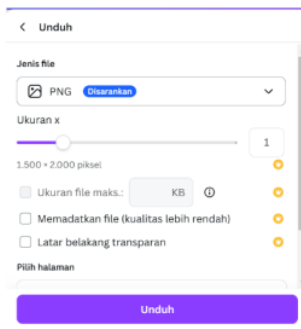 Unduh
Jenis file
PNG Disarankan
Ukuran x
1
1.500 × 2.000 piksel
Ukuran file maks.: KB
Memadatkan file (kualitas lebih rendah)
Latar belakang transparan
Pilih halaman
Unduh